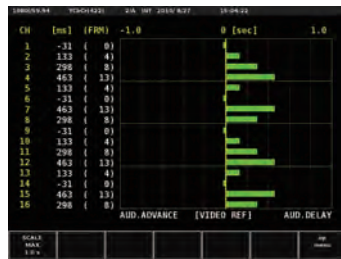 1080i/59.94 YCbCr(422) 2/A INT 2010/ 9/27 15:04:22
CH [ms] (FRM) -1.0 0 [sec] 1.0
1 -31 ( 0)
2 133 ( 4)
3 298 ( 8)
4 463 ( 13)
5 133 ( 4)
6 -31 ( 0)
7 463 ( 13)
8 298 ( 8)
9 -31 ( 0)
10 133 ( 4)
11 298 ( 8)
12 463 ( 13)
13 133 ( 4)
14 -31 ( 0)
15 463 ( 13)
16 298 ( 8)
AUD.ADVANCE [VIDEO REF] AUD.DELAY
SCALE
MAX
1.0 s
up
menu